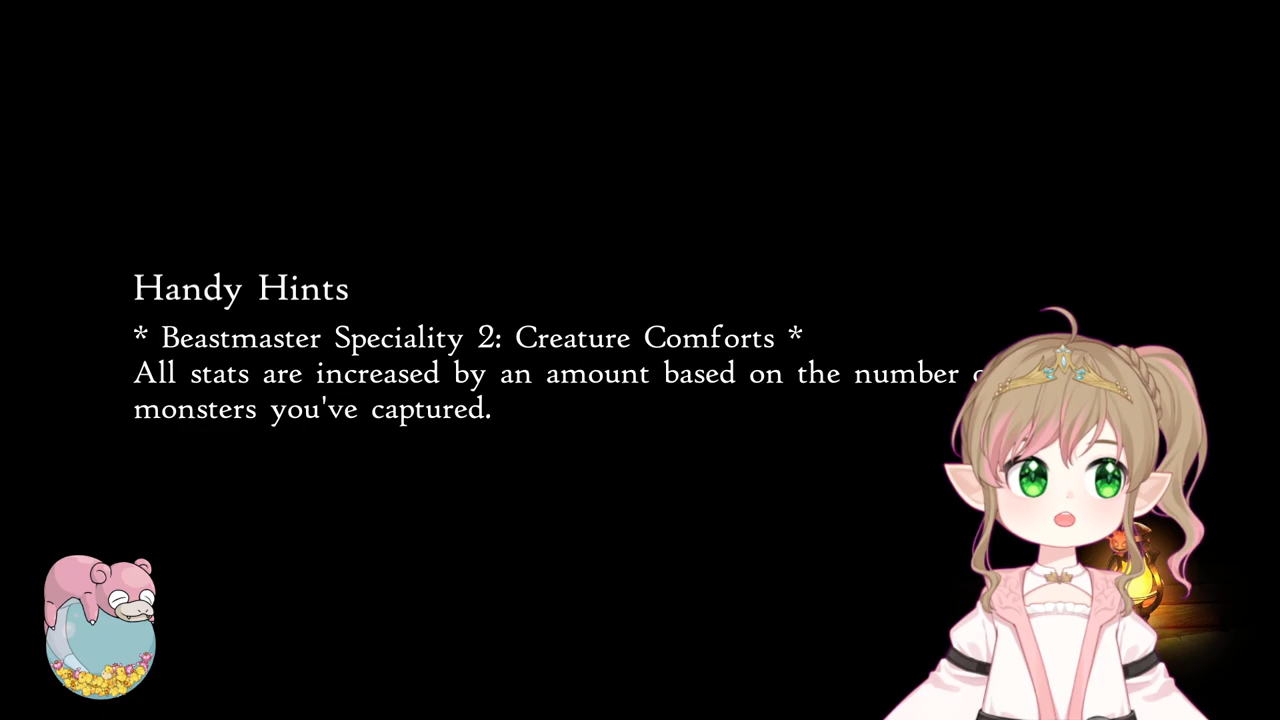 Handy Hints
* Beastmaster Speciality 2: Creature Comforts *
All stats are increased by an amount based on the number
monsters you've captured.